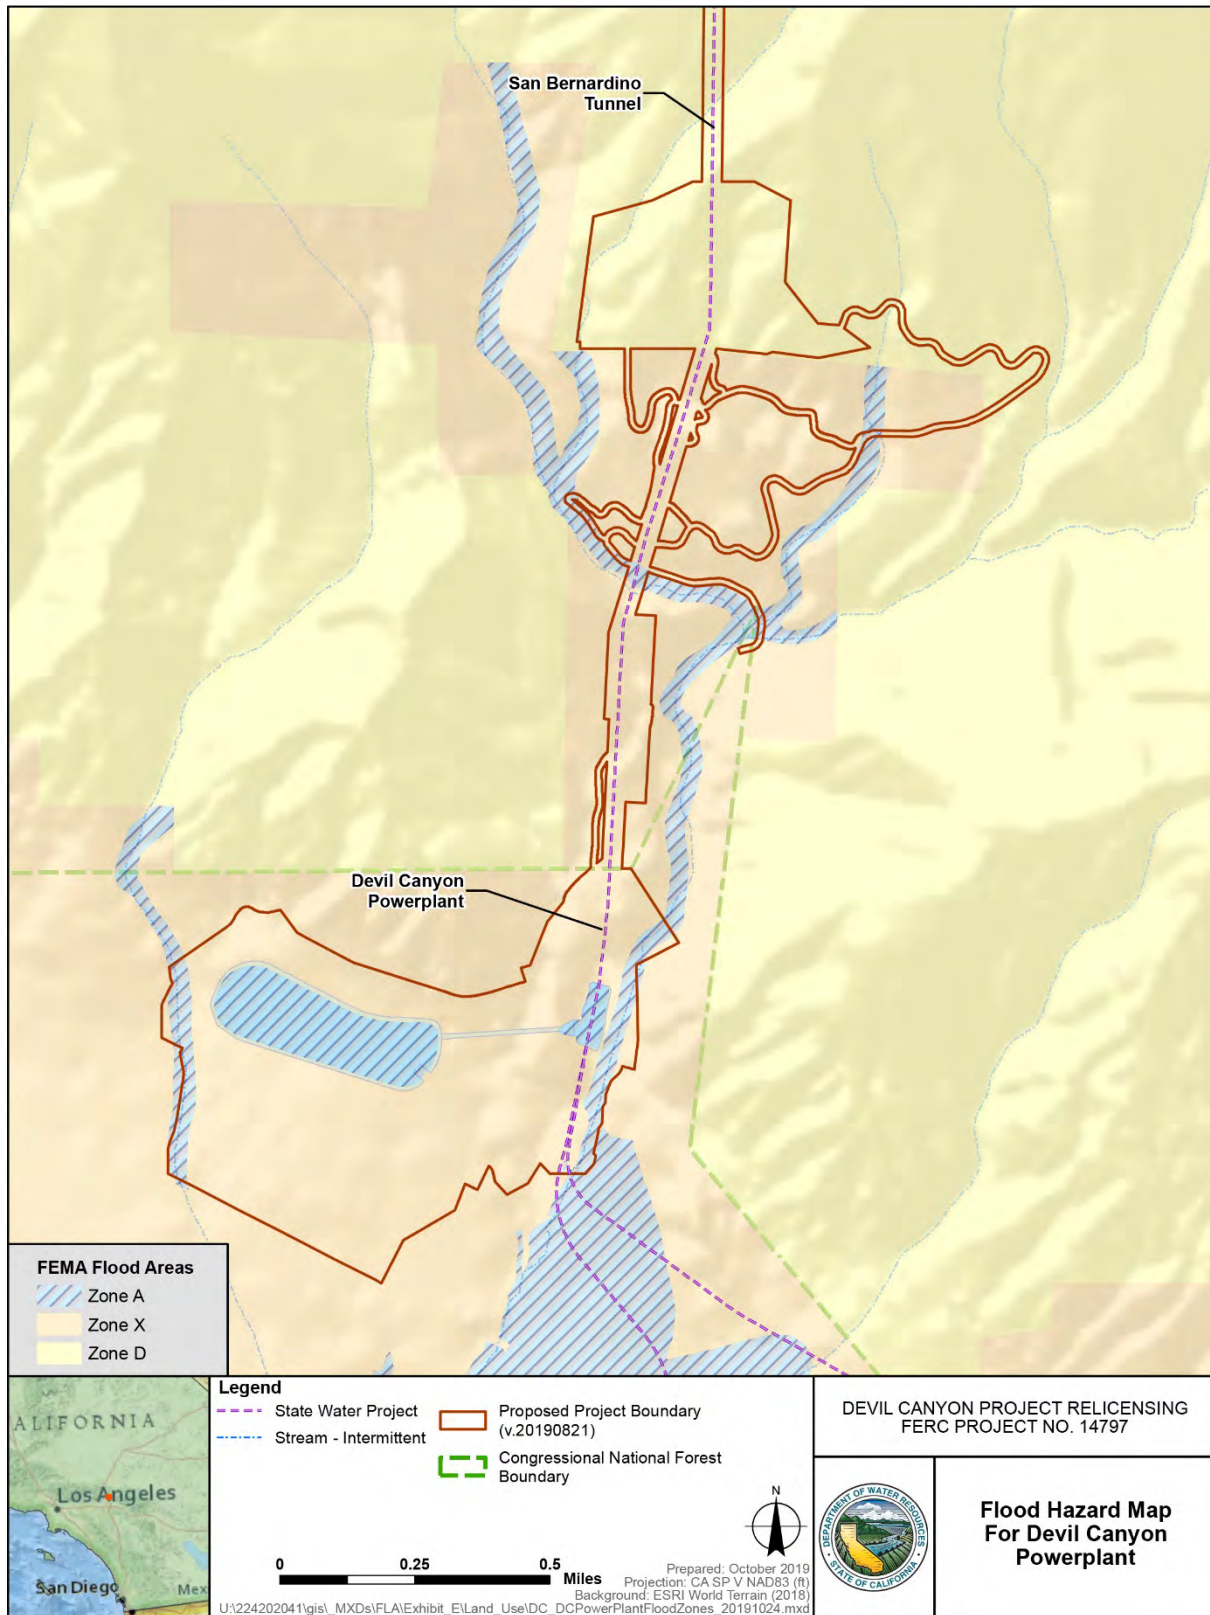 San Bernardino
Tunnel
Devil Canyon
Powerplant
FEMA Flood Areas
Zone A
Zone X
Zone D
ALIFORNIA
Los Angeles
San Diego
Mex
Legend
State Water Project
Stream - Intermittent
Proposed Project Boundary
(v.20190821)
Congressional National Forest
Boundary
N
0 0.25 0.5
Miles
Prepared: October 2019
Projection: CA SP V NAD83 (ft)
Background: ESRI World Terrain (2018)
U:\224202041\gis\_MXDs\FLA\Exhibit_E\Land_Use\DC_DCPowerPlantFloodZones_20191024.mxd
DEVIL CANYON PROJECT RELICENSING
FERC PROJECT NO. 14797
DEPARTMENT OF WATER RESOURCES
STATE OF CALIFORNIA
Flood Hazard Map
For Devil Canyon
Powerplant